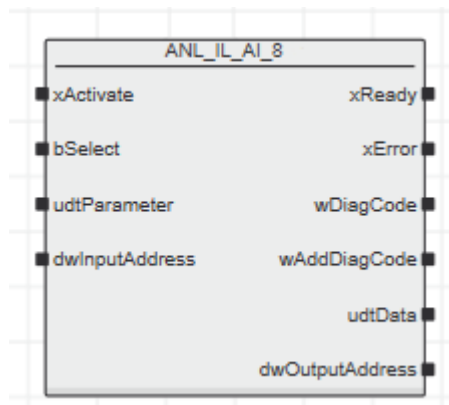 ANL_IL_AI_8
xActivate xReady
bSelect xError
udtParameter wDiagCode
dwInputAddress wAddDiagCode
udtData
dwOutputAddress